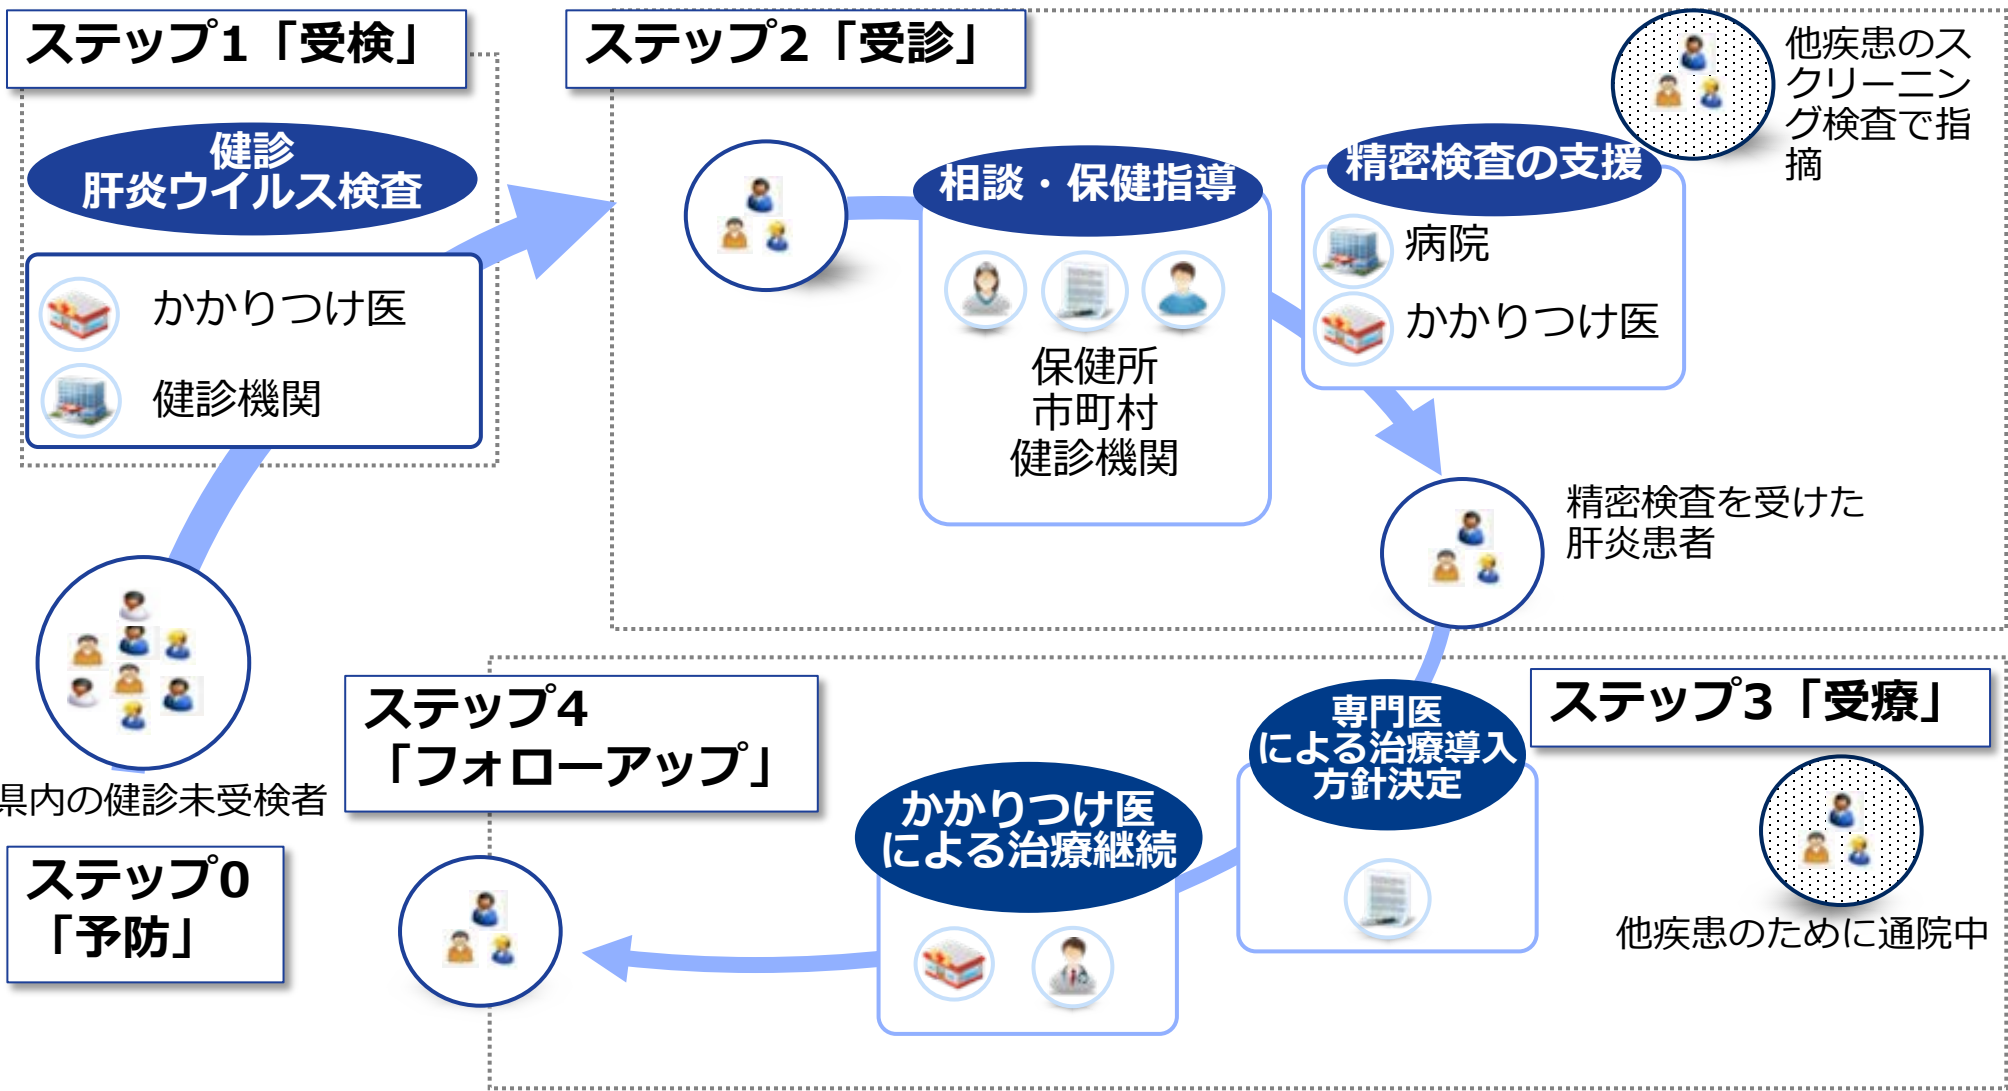 ステップ1「受検」
健診
肝炎ウイルス検査
かかりつけ医
健診機関
県内の健診未受検者
ステップ0
「予防」
ステップ2「受診」
相談・保健指導
保健所
市町村
健診機関
精密検査の支援
病院
かかりつけ医
他疾患のス
クリーニン
グ検査で指
摘
精密検査を受けた
肝炎患者
ステップ3「受療」
専門医
による治療導入
方針決定
他疾患のために通院中
かかりつけ医
による治療継続
ステップ4
「フォローアップ」